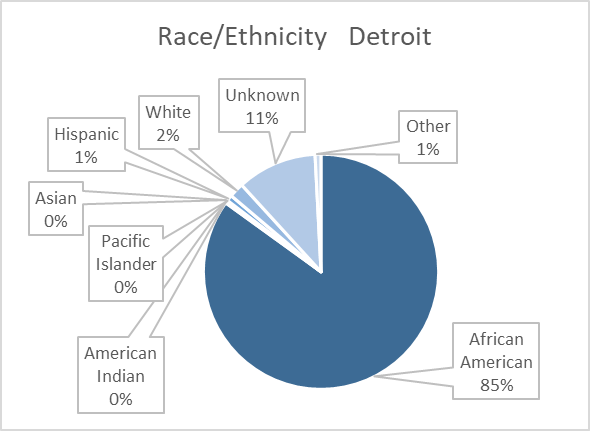 Race/Ethnicity Detroit
Unknown
11%
White
2%
Other
1%
Hispanic
1%
Asian
0%
Pacific
Islander
0%
American
Indian
0%
African
American
85%